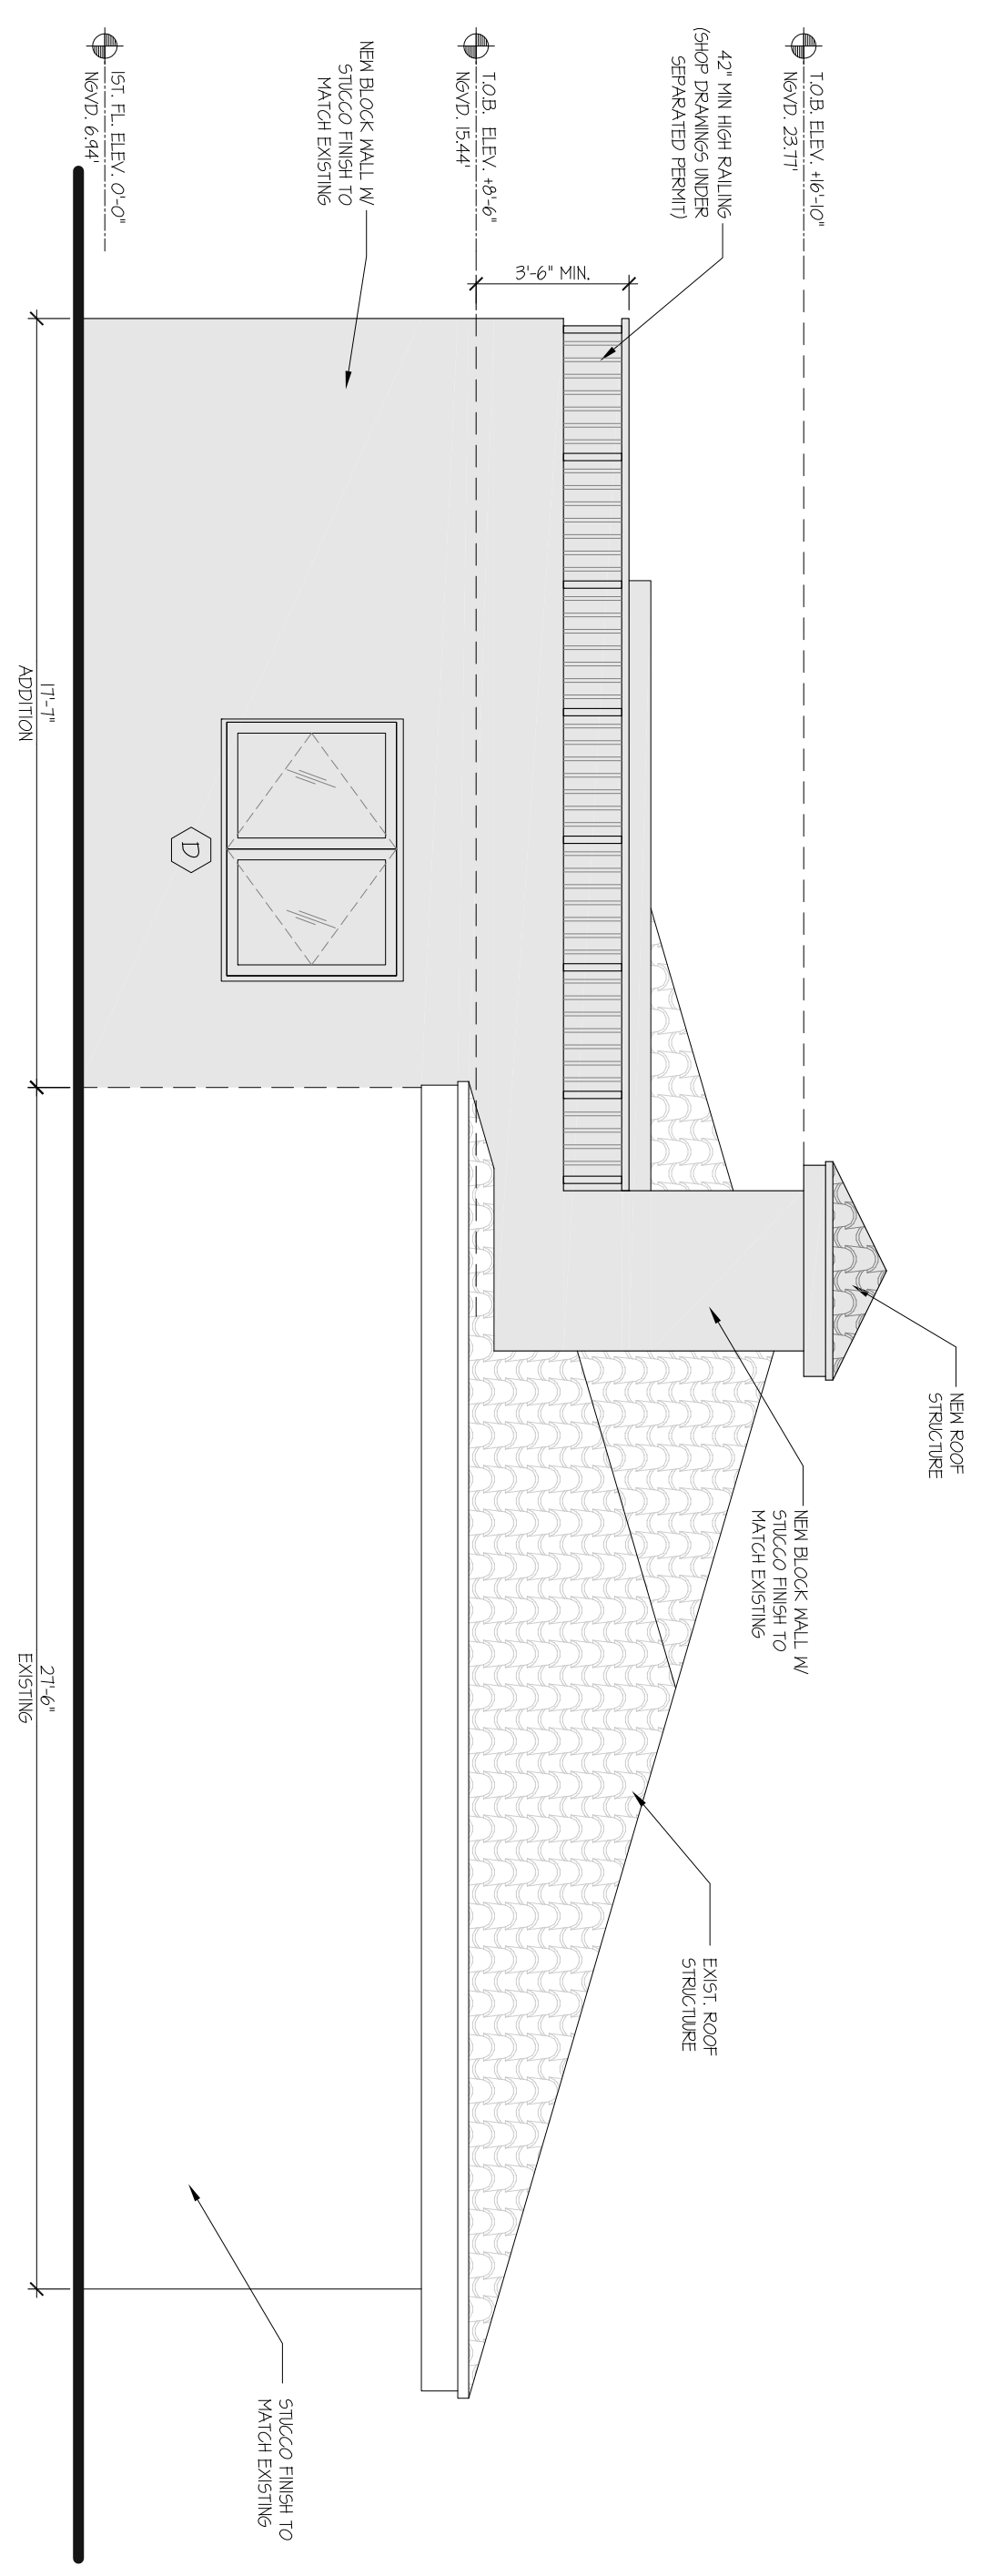 T.O.B. ELEV. +16'-10"
NGVD. 23.77'
42" MIN HIGH RAILING
(SHOP DRAWINGS UNDER
SEPARATED PERMIT)
T.O.B. ELEV. +8'-6"
NGVD. 15.44'
NEW BLOCK WALL W/
STUCCO FINISH TO
MATCH EXISTING
1ST. FL. ELEV. 0'-0"
NGVD. 6.94'
3'-6" MIN.
D
17'-7"
ADDITION
NEW ROOF
STRUCTURE
NEW BLOCK WALL W/
STUCCO FINISH TO
MATCH EXISTING
EXIST. ROOF
STRUCTUURE
27'-6"
EXISTING
STUCCO FINISH TO
MATCH EXISTING